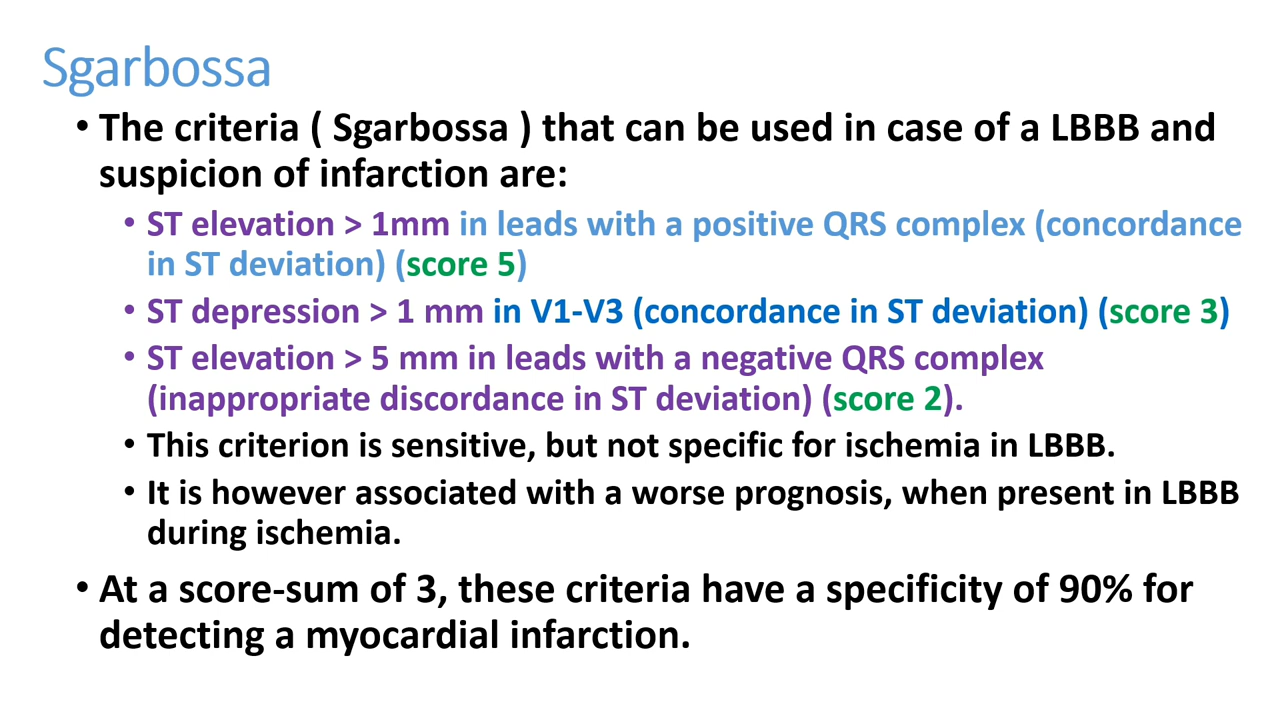 Sgarbossa
• The criteria ( Sgarbossa ) that can be used in case of a LBBB and
suspicion of infarction are:
• ST elevation > 1mm in leads with a positive QRS complex (concordance
in ST deviation) (score 5)
• ST depression > 1 mm in V1-V3 (concordance in ST deviation) (score 3)
• ST elevation > 5 mm in leads with a negative QRS complex
(inappropriate discordance in ST deviation) (score 2).
• This criterion is sensitive, but not specific for ischemia in LBBB.
• It is however associated with a worse prognosis, when present in LBBB
during ischemia.
• At a score-sum of 3, these criteria have a specificity of 90% for
detecting a myocardial infarction.